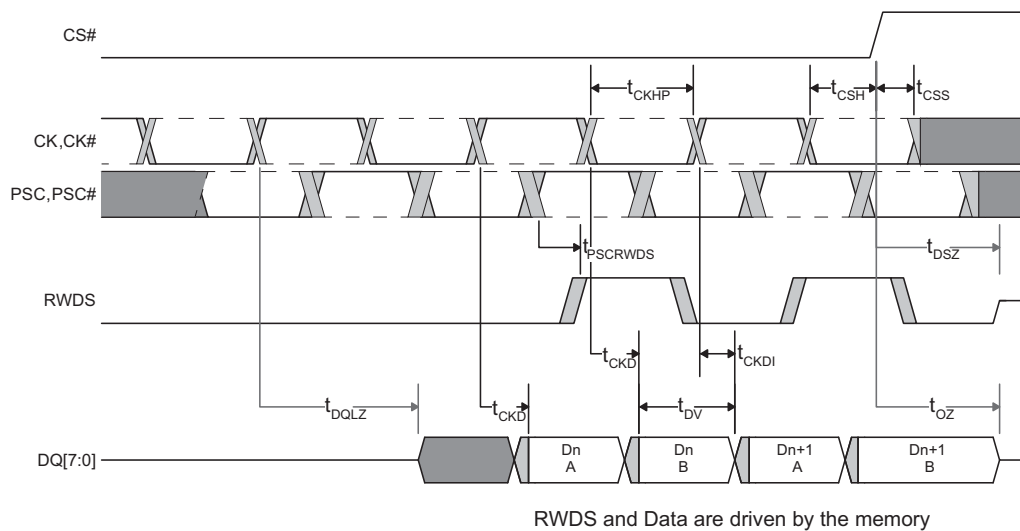 CS#
tCKHP
tCSH
tCSS
CK,CK#
PSC,PSC#
tPSCRWDS
tDSZ
RWDS
tCKD
tCKDI
tDQLZ
tCKD
tDV
tOZ
DQ[7:0]
Dn
A
Dn
B
Dn+1
A
Dn+1
B
RWDS and Data are driven by the memory